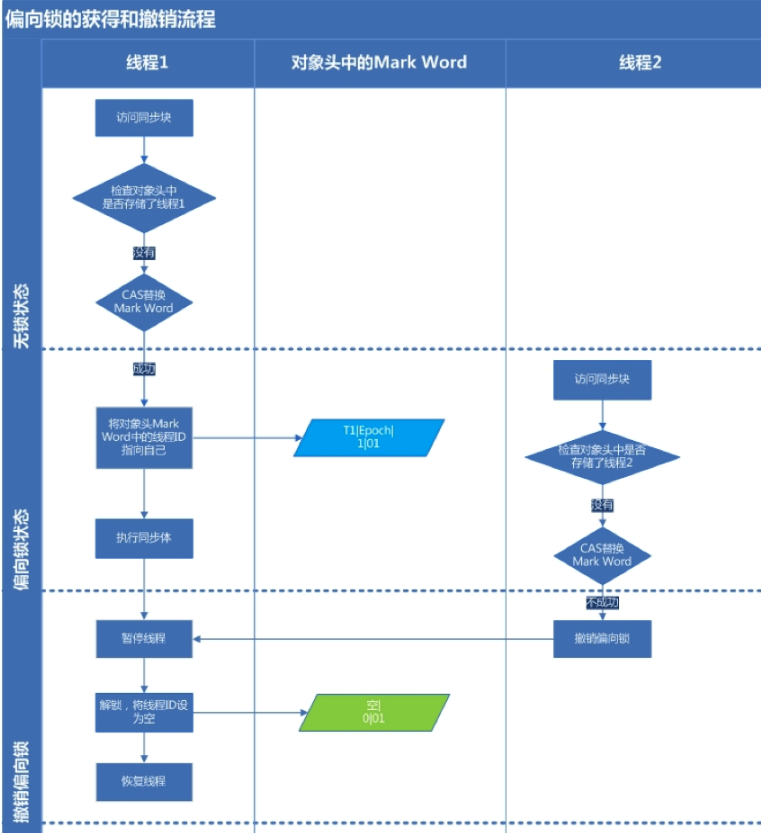 偏向锁的获得和撤销流程
线程1
对象头中的Mark Word
线程2
无锁状态
访问同步块
检查对象头中
是否存储了线程1
没有
CAS替换
Mark Word
偏向锁状态
成功
将对象头Mark
Word中的线程ID
指向自己
T1|Epoch|
1|01
执行同步体
访问同步块
检查对象头中是否
存储了线程2
没有
CAS替换
Mark Word
不成功
撤销偏向锁
撤销偏向锁
暂停线程
解锁，将线程ID设
为空
空|
0|01
恢复线程